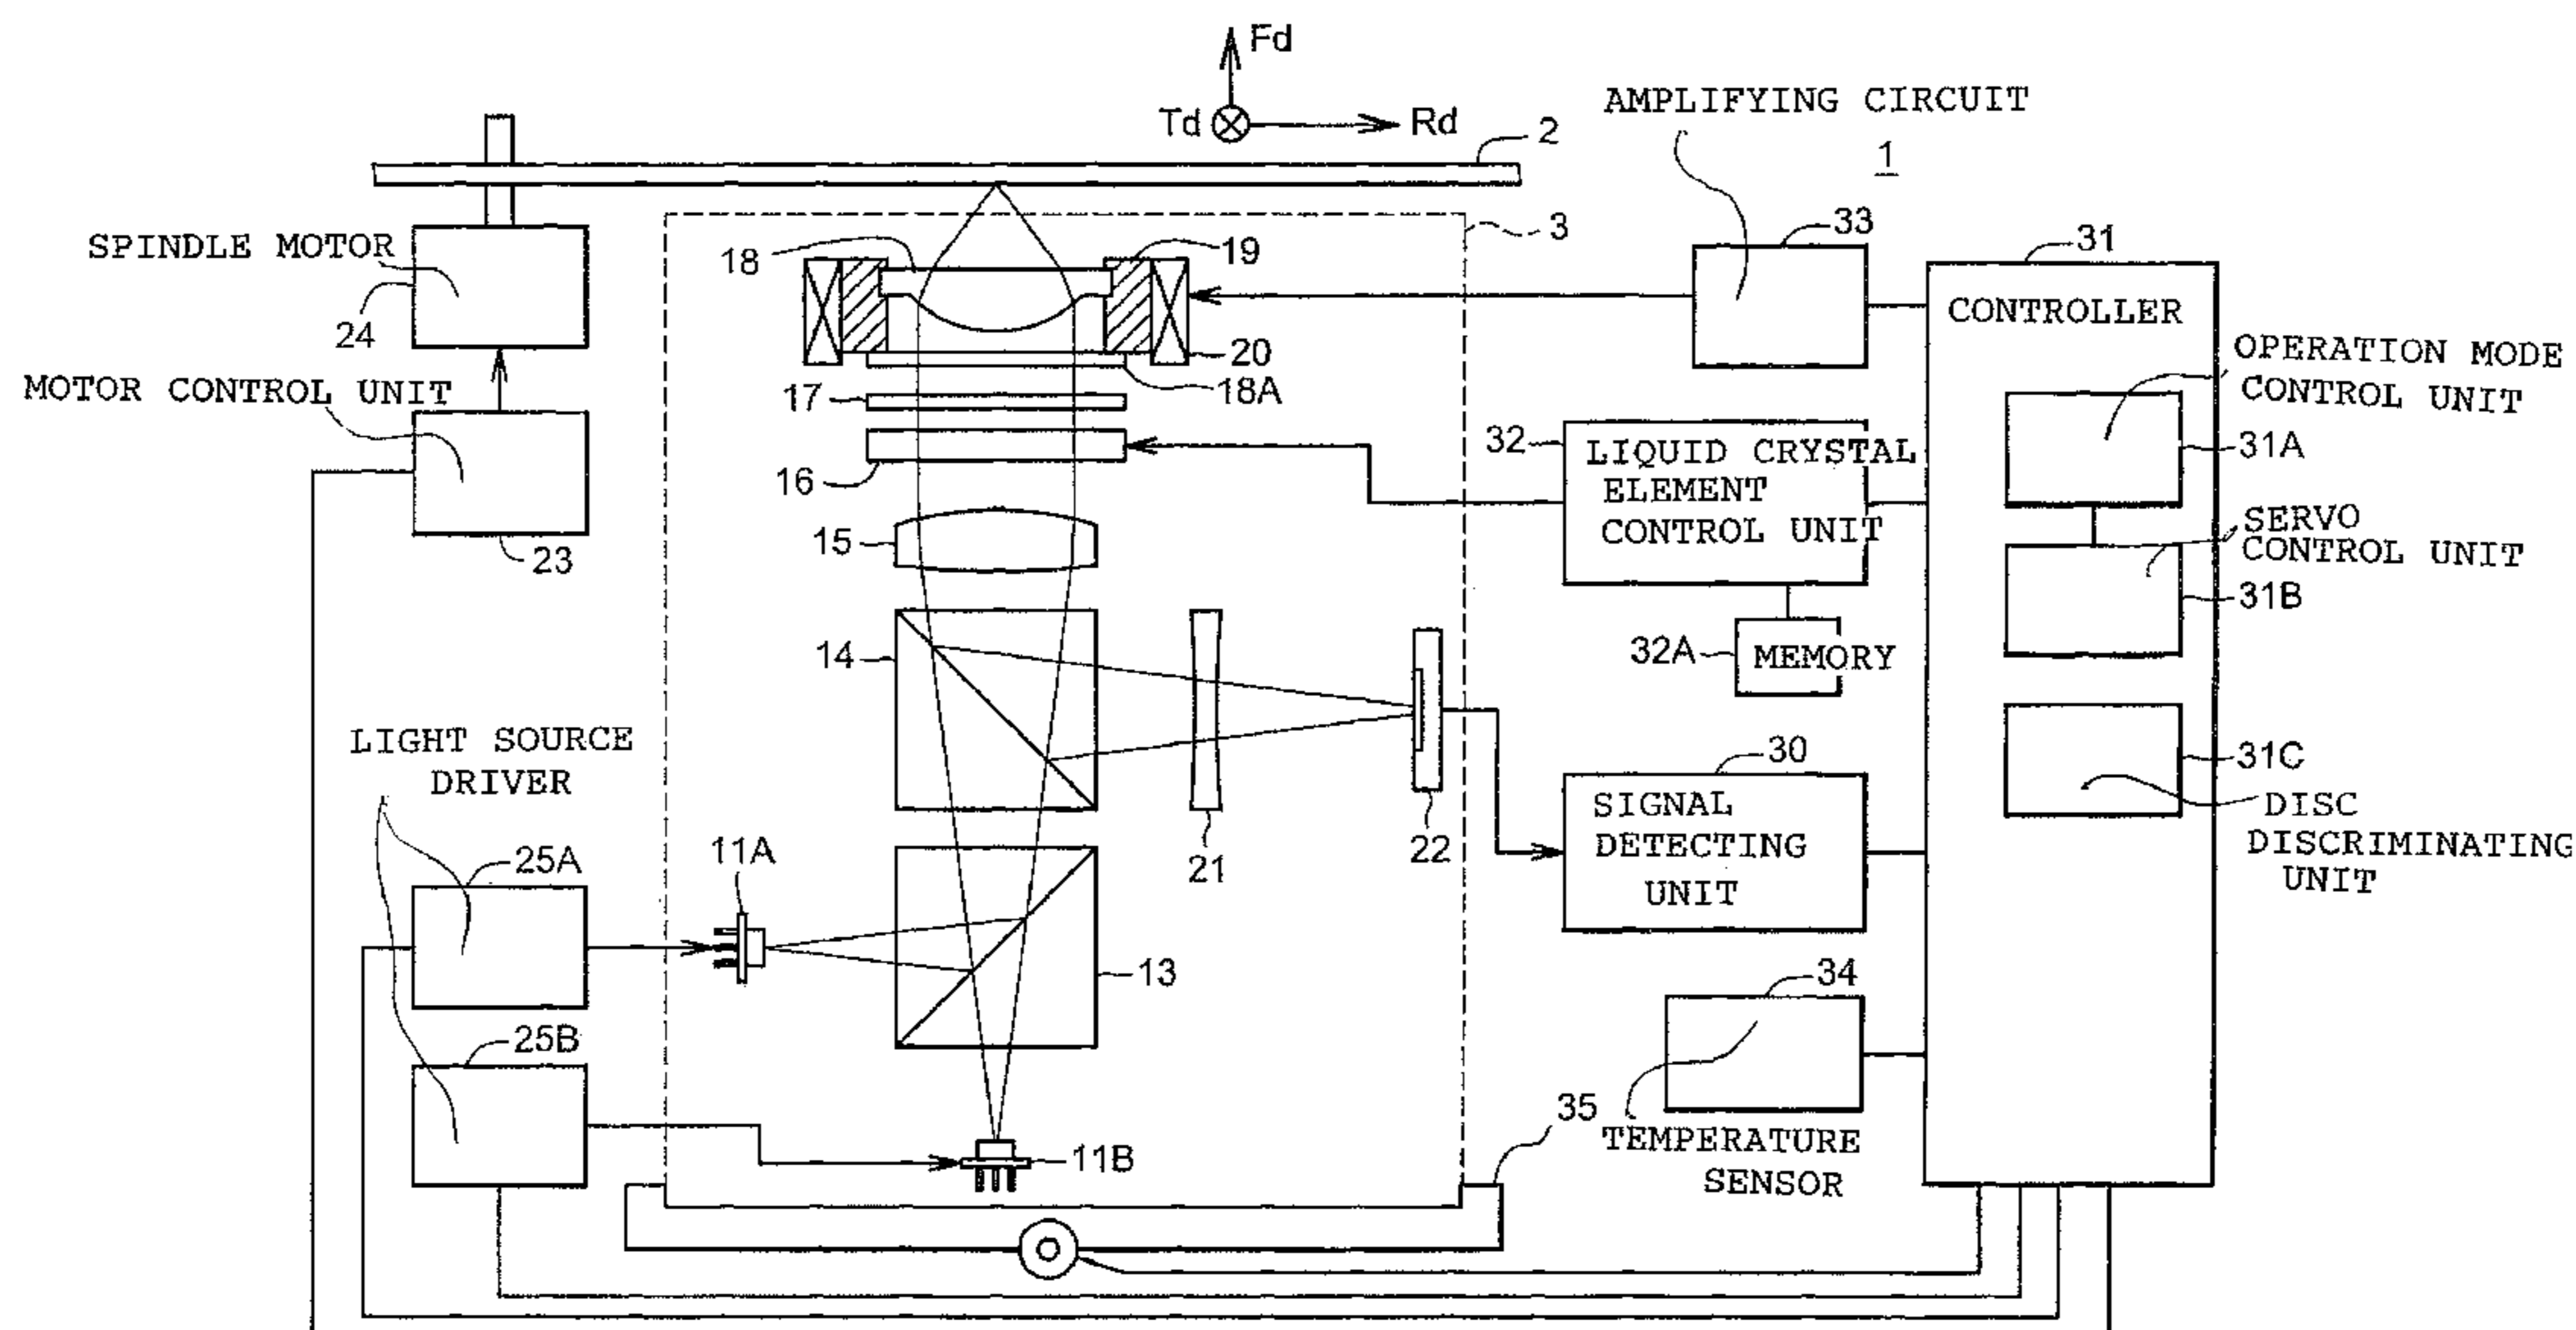 Fd
Td
Rd
AMPLIFYING CIRCUIT
1
2
3
SPINDLE MOTOR
24
18
19
33
31
CONTROLLER
20
18A
OPERATION MODE
CONTROL UNIT
MOTOR CONTROL UNIT
17
16
32
LIQUID CRYSTAL
ELEMENT
CONTROL UNIT
31A
23
15
SERVO
CONTROL UNIT
31B
14
32A
MEMORY
LIGHT SOURCE
DRIVER
21
22
30
SIGNAL
DETECTING
UNIT
31C
DISC
DISCRIMINATING
UNIT
25A
11A
13
34
25B
11B
35
TEMPERATURE
SENSOR